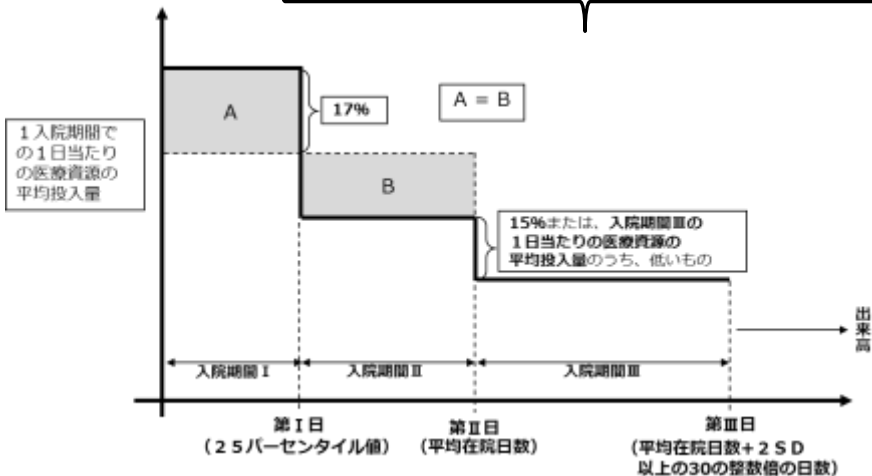 A
17%
A = B
1入院期間で
の1日当たり
の医療資源の
平均投入量
B
15%または、入院期間Ⅲの
1日当たりの医療資源の
平均投入量のうち、低いもの
出来高
入院期間Ⅰ
入院期間Ⅱ
入院期間Ⅲ
第Ⅰ日
(25パーセンタイル値)
第Ⅱ日
(平均在院日数)
第Ⅲ日
(平均在院日数+2SD
以上の30の整数倍の日数)